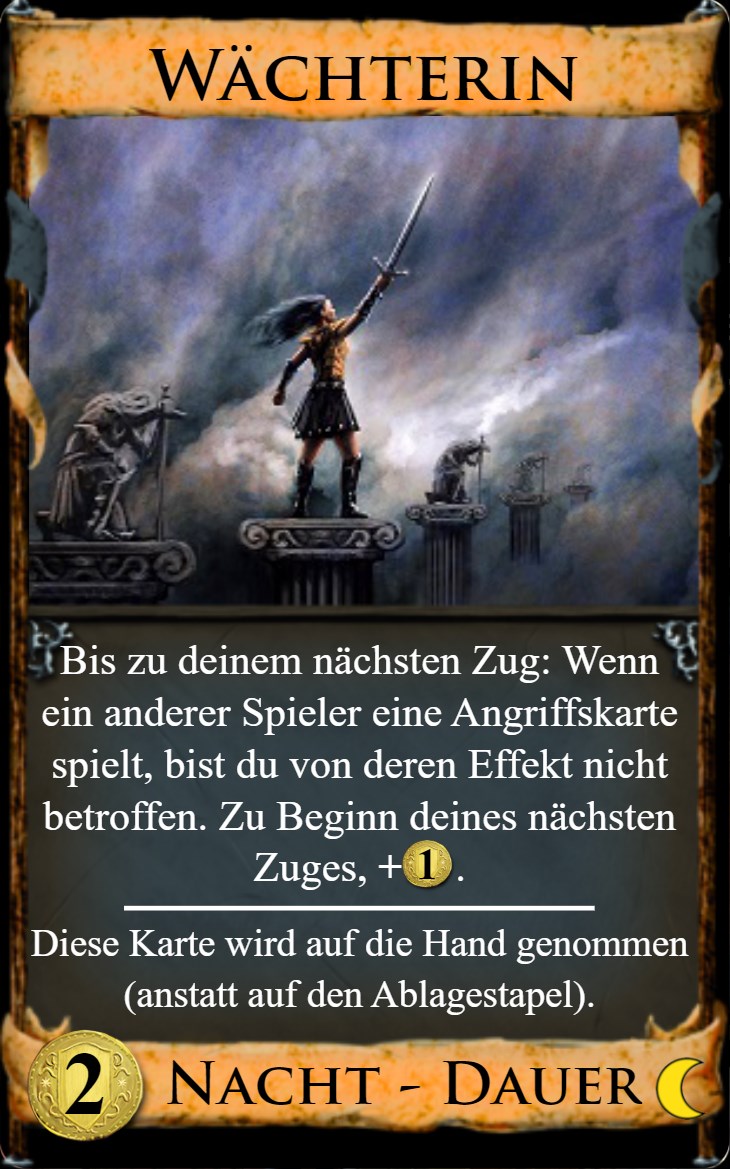 WÄCHTERIN
Bis zu deinem nächsten Zug: Wenn
ein anderer Spieler eine Angriffskarte
spielt, bist du von deren Effekt nicht
betroffen. Zu Beginn deines nächsten
Zuges, +1.
Diese Karte wird auf die Hand genommen
(anstatt auf den Ablagestapel).
2 NACHT - DAUER